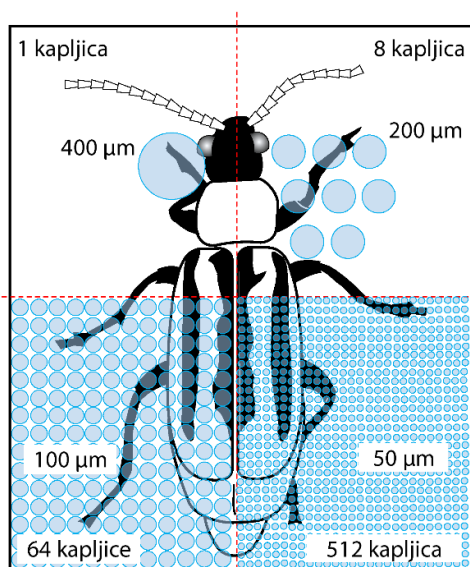 1 kapljica
8 kapljica
400 µm
200 µm
100 µm
50 µm
64 kapljice
512 kapljica